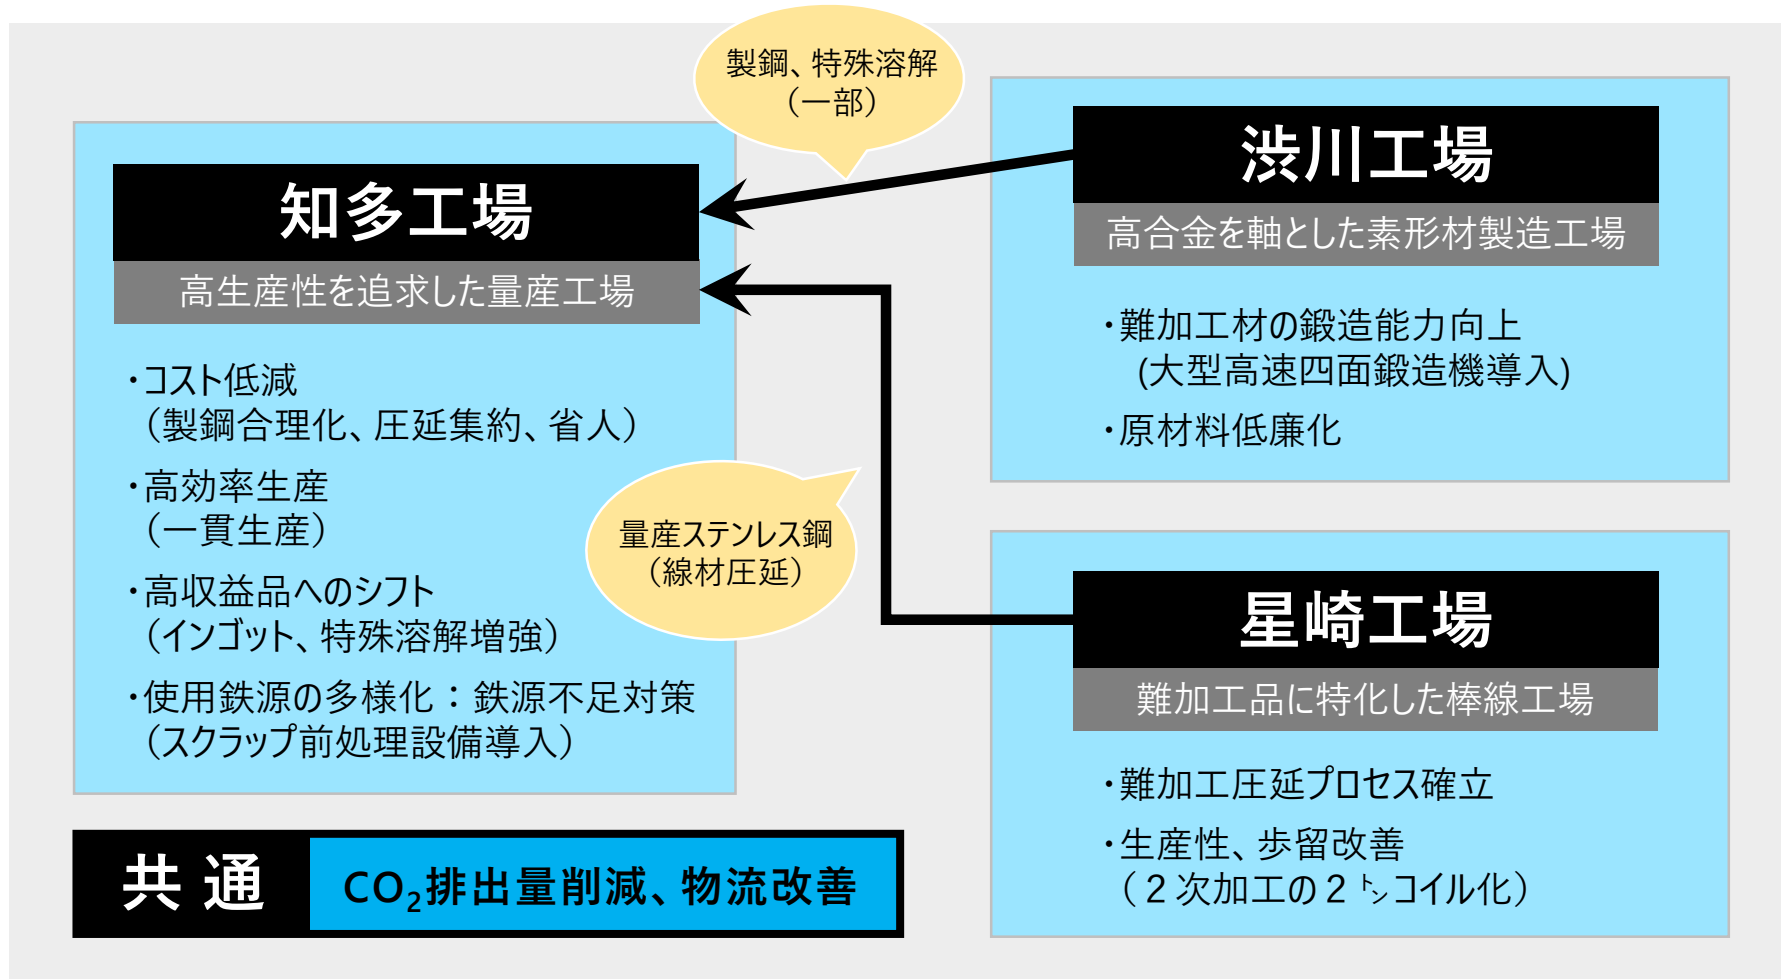 製鋼、特殊溶解
（一部）
知多工場
高生産性を追求した量産工場
・コスト低減
（製鋼合理化、圧延集約、省人）
・高効率生産
（一貫生産）
・高収益品へのシフト
（インゴット、特殊溶解増強）
・使用鉄源の多様化：鉄源不足対策
（スクラップ前処理設備導入）
量産ステンレス鋼
（線材圧延）
渋川工場
高合金を軸とした素形材製造工場
・難加工材の鍛造能力向上
(大型高速四面鍛造機導入)
・原材料低廉化
星崎工場
難加工品に特化した棒線工場
・難加工圧延プロセス確立
・生産性、歩留改善
（２次加工の２㌧コイル化）
共 通
CO₂排出量削減、物流改善